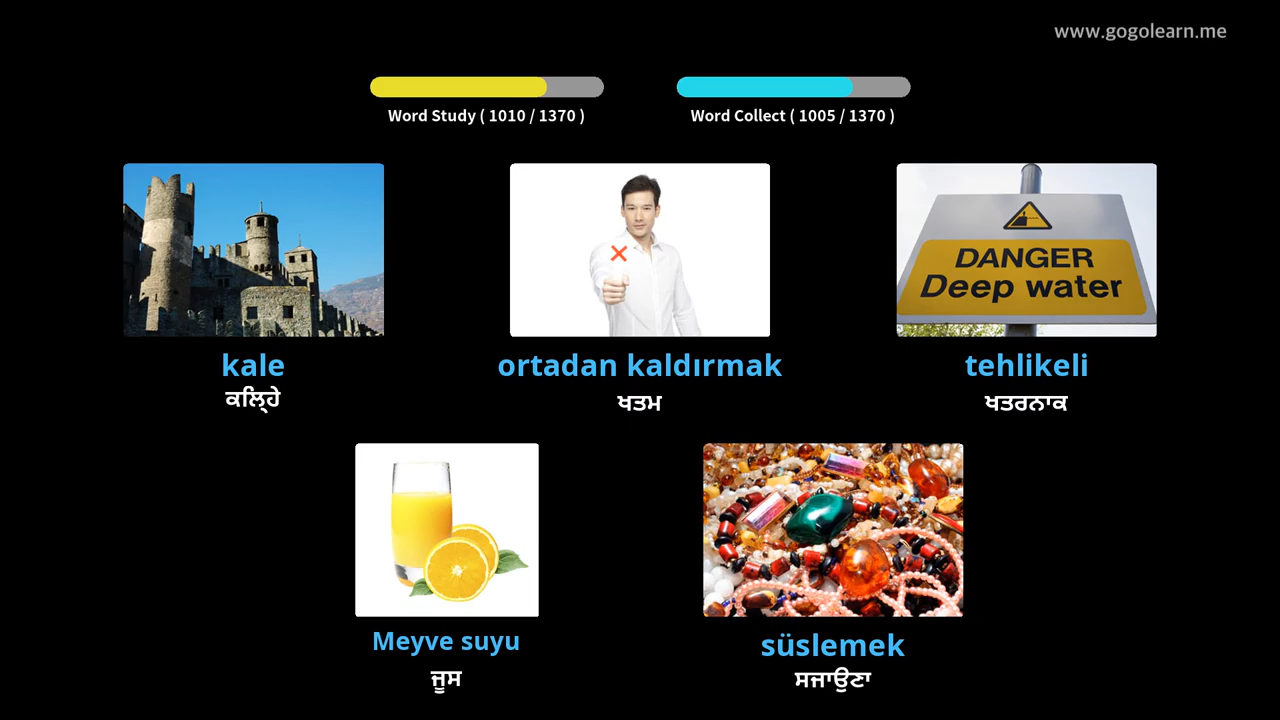 www.gogolearn.me
Word Study ( 1010 / 1370 )
Word Collect ( 1005 / 1370 )
DANGER
Deep water
kale
ਕਲ੍ਹੇ
ortadan kaldırmak
ਖਤਮ
tehlikeli
ਖਤਰਨਾਕ
Meyve suyu
ਜੂਸ
süslemek
ਸਜਾਉਣਾ